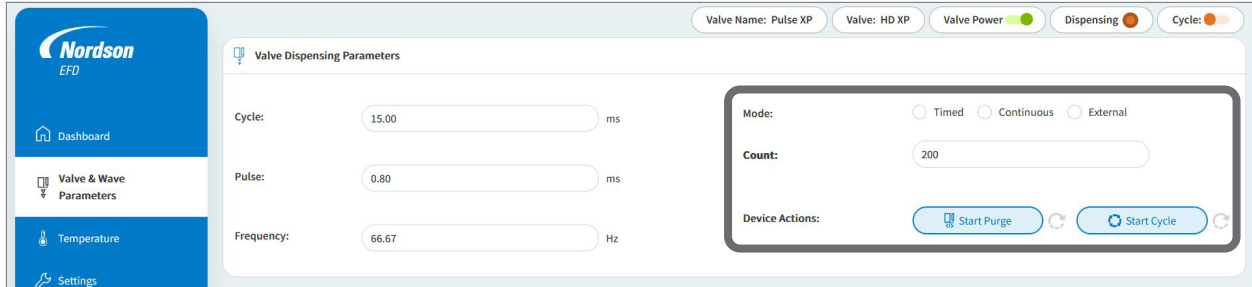 Valve Name: Pulse XP
Valve: HD XP
Valve Power
Dispensing
Cycle:
Nordson
EFD
Valve Dispensing Parameters
Dashboard
Valve & Wave
Parameters
Temperature
Settings
Cycle: 15.00 ms
Pulse: 0.80 ms
Frequency: 66.67 Hz
Mode: Timed Continuous External
Count: 200
Device Actions: Start Purge Start Cycle